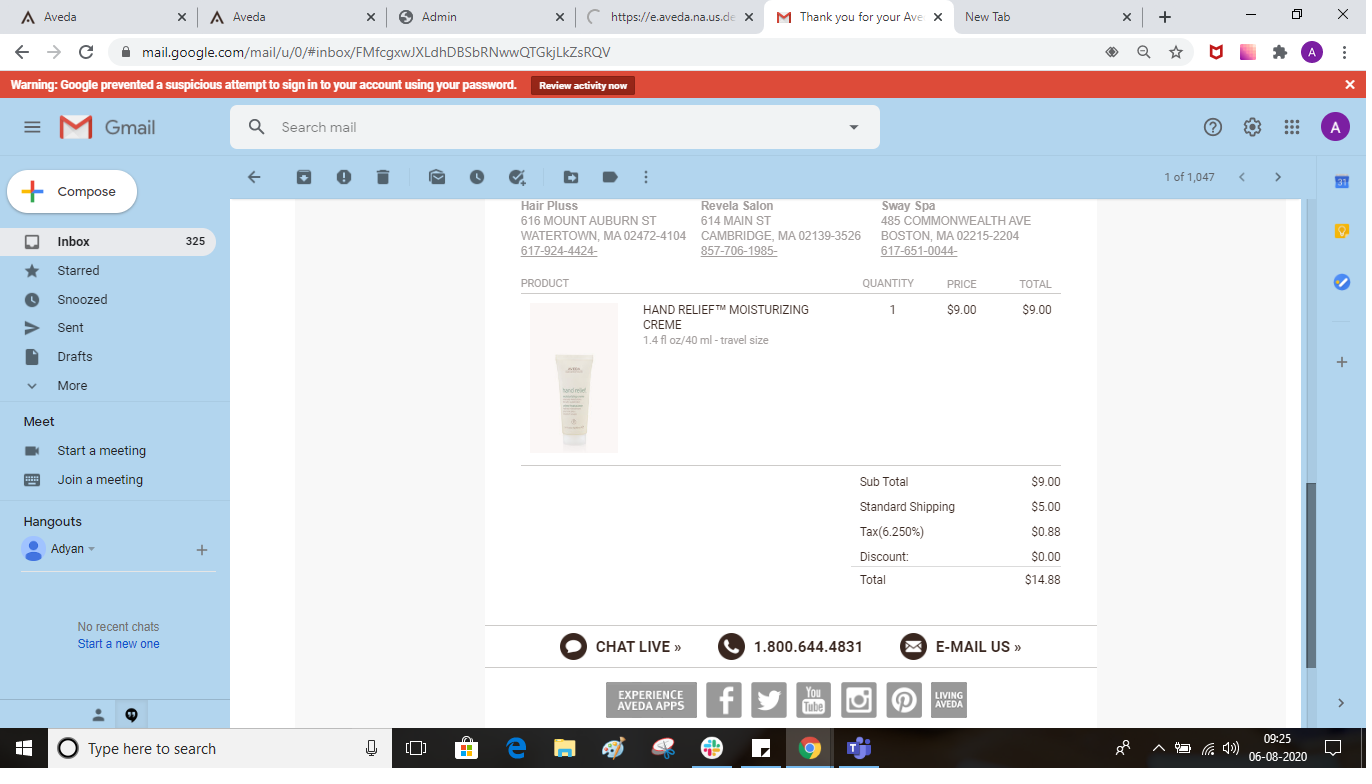 Aveda
Aveda
Admin
https://e.aveda.na.us.de
Thank you for your Ave
New Tab
mail.google.com/mail/u/0/#inbox/FMfcgxwJXLdhDBSbRNwwQTGkjLkZsRQV
A
Warning: Google prevented a suspicious attempt to sign in to your account using your password.
Review activity now
Gmail
Search mail
A
Compose
1 of 1,047
31
Inbox 325
Starred
Snoozed
Sent
Drafts
More
Meet
Start a meeting
Join a meeting
Hangouts
Adyan
No recent chats
Start a new one
Hair Pluss
616 MOUNT AUBURN ST
WATERTOWN, MA 02472-4104
617-924-4424-
Revela Salon
614 MAIN ST
CAMBRIDGE, MA 02139-3526
857-706-1985-
Sway Spa
485 COMMONWEALTH AVE
BOSTON, MA 02215-2204
617-651-0044-
PRODUCT QUANTITY PRICE TOTAL
HAND RELIEF™ MOISTURIZING 1 $9.00 $9.00
CREME
1.4 fl oz/40 ml - travel size
AVEDA
hand relief
Sub Total $9.00
Standard Shipping $5.00
Tax(6.250%) $0.88
Discount: $0.00
Total $14.88
CHAT LIVE » 1.800.644.4831 E-MAIL US »
EXPERIENCE
AVEDA APPS
You
Tube
LIVING
AVEDA
Type here to search
09:25
06-08-2020